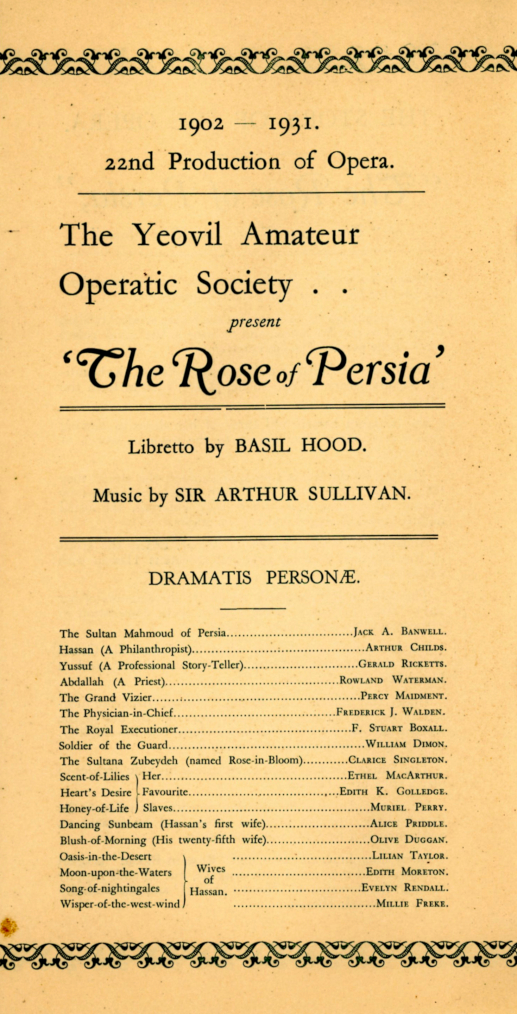 1902 — 1931.
22nd Production of Opera.
The Yeovil Amateur
Operatic Society . .
present
‘The Rose of Persia’
Libretto by BASIL HOOD.
Music by SIR ARTHUR SULLIVAN.
DRAMATIS PERSONÆ.
The Sultan Mahmoud of Persia..............................JACK A. BANWELL.
Hassan (A Philanthropist)..............................ARTHUR CHILDS.
Yussuf (A Professional Story-Teller)..............................GERALD RICKETTS.
Abdallah (A Priest)..............................ROWLAND WATERMAN.
The Grand Vizier..............................PERCY MAIDMENT.
The Physician-in-Chief..............................FREDERICK J. WALDEN.
The Royal Executioner..............................F. STUART BOXALL.
Soldier of the Guard..............................WILLIAM DIMON.
The Sultana Zubeydeh (named Rose-in-Bloom)...........CLARICE SINGLETON.
Scent-of-Lilies } Her..............................ETHEL MACARTHUR.
Heart's Desire } Favourite..............................EDITH K. GOLLEDGE.
Honey-of-Life } Slaves..............................MURIEL PERRY.
Dancing Sunbeam (Hassan's first wife)..............................ALICE PRIDDLE.
Blush-of-Morning (His twenty-fifth wife)..............................OLIVE DUGGAN.
Oasis-in-the-Desert ..............................LILIAN TAYLOR.
Moon-upon-the-Waters } Wives ..............................EDITH MORETON.
of
Song-of-nightingales } Hassan. ..............................EVELYN RENDALL.
Wisper-of-the-west-wind ..............................MILLIE FREKE.